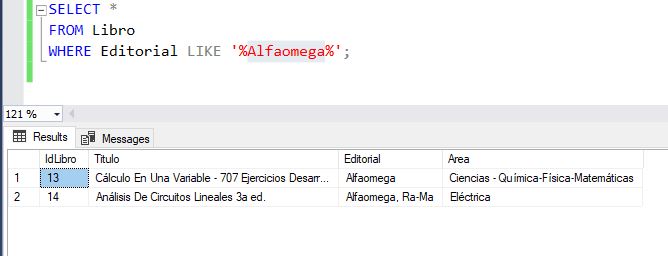 SELECT *
FROM Libro
WHERE Editorial LIKE '%Alfaomega%';
121 %
Results Messages
IdLibro Titulo Editorial Area
1 13 Cálculo En Una Variable - 707 Ejercicios Desarr... Alfaomega Ciencias - Química-Física-Matemáticas
2 14 Análisis De Circuitos Lineales 3a ed. Alfaomega, Ra-Ma Eléctrica